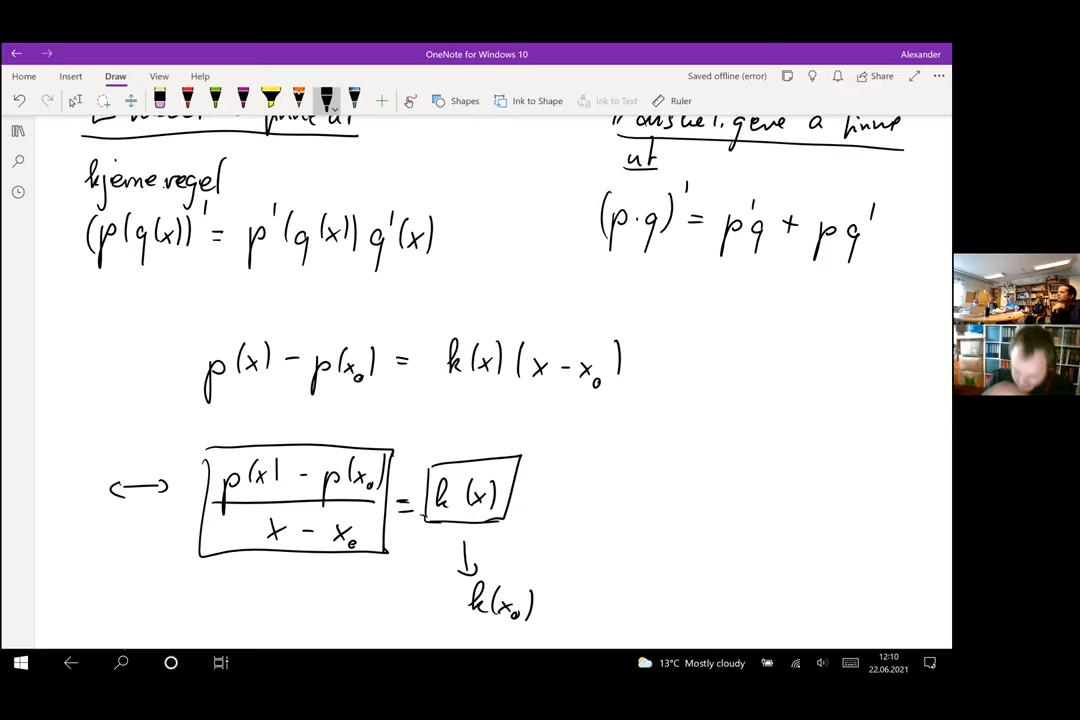 OneNote for Windows 10
Alexander
Home Insert Draw View Help
Saved offline (error) Share
Shapes Ink to Shape Ink to Text Ruler
ut
ut
kjerneregel
(p(q(x))' = p'(q(x)) q'(x)
(p·q)' = p'q + pq'
p(x) - p(x₀) = k(x) (x - x₀)
⟷ p(x) - p(x₀) / x - x₀ = k(x)
↓
k(x₀)
13°C Mostly cloudy
12:10
22.06.2021